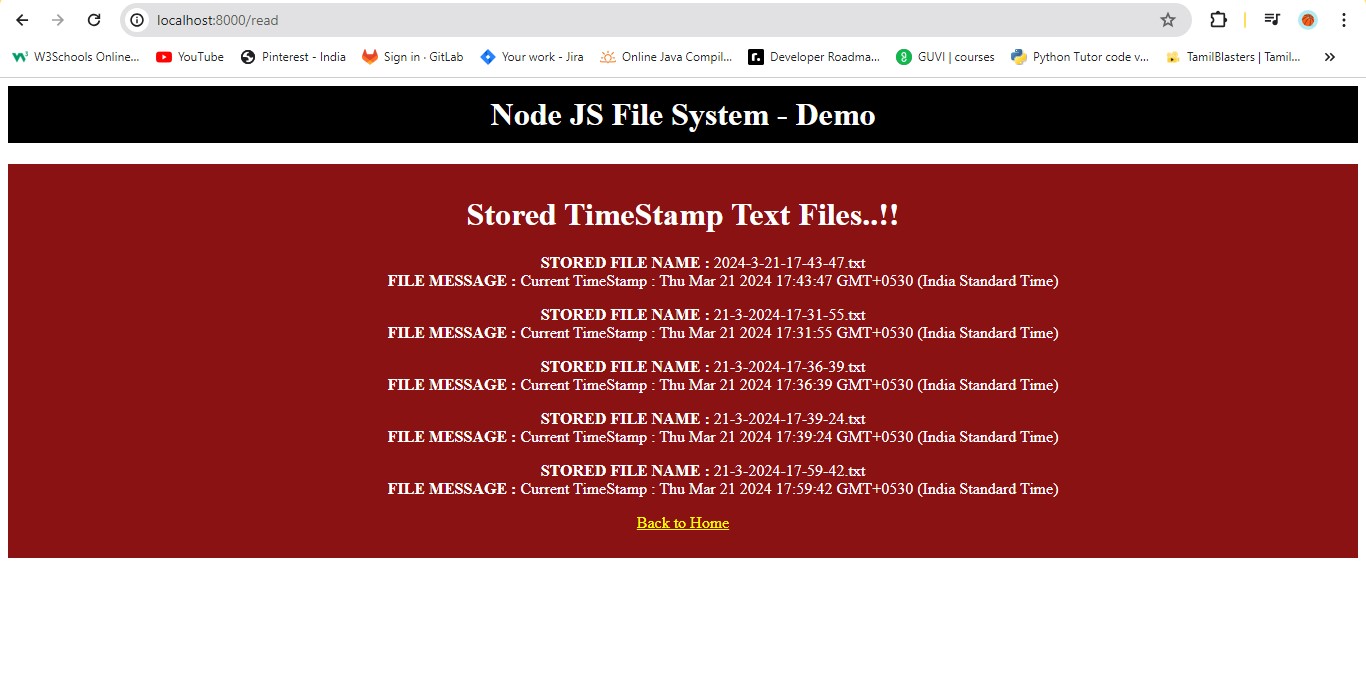 localhost:8000/read
W3Schools Online... YouTube Pinterest - India Sign in · GitLab Your work - Jira Online Java Compil... Developer Roadma... GUVI | courses Python Tutor code v... TamilBlasters | Tamil... »
Node JS File System - Demo
Stored TimeStamp Text Files..!!
STORED FILE NAME : 2024-3-21-17-43-47.txt
FILE MESSAGE : Current TimeStamp : Thu Mar 21 2024 17:43:47 GMT+0530 (India Standard Time)
STORED FILE NAME : 21-3-2024-17-31-55.txt
FILE MESSAGE : Current TimeStamp : Thu Mar 21 2024 17:31:55 GMT+0530 (India Standard Time)
STORED FILE NAME : 21-3-2024-17-36-39.txt
FILE MESSAGE : Current TimeStamp : Thu Mar 21 2024 17:36:39 GMT+0530 (India Standard Time)
STORED FILE NAME : 21-3-2024-17-39-24.txt
FILE MESSAGE : Current TimeStamp : Thu Mar 21 2024 17:39:24 GMT+0530 (India Standard Time)
STORED FILE NAME : 21-3-2024-17-59-42.txt
FILE MESSAGE : Current TimeStamp : Thu Mar 21 2024 17:59:42 GMT+0530 (India Standard Time)
Back to Home